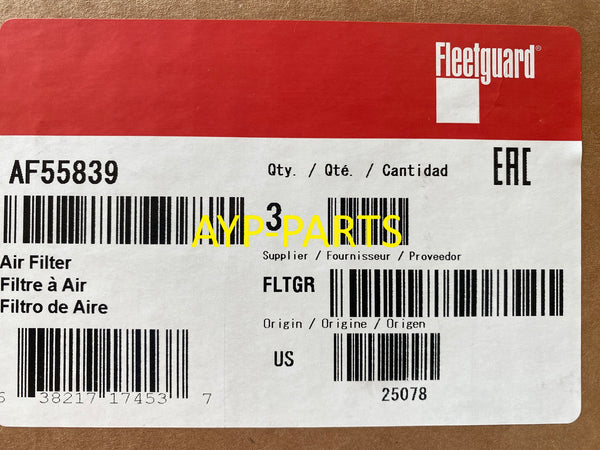 Fleetguard®
AF55839
Qty. / Qté. / Cantidad
EAC
3
AYP-PARTS
Air Filter
Filtre à Air
Filtro de Aire
Supplier / Fournisseur / Proveedor
FLTGR
Origin / Origine / Origen
US
25078
6 38217 17453 7